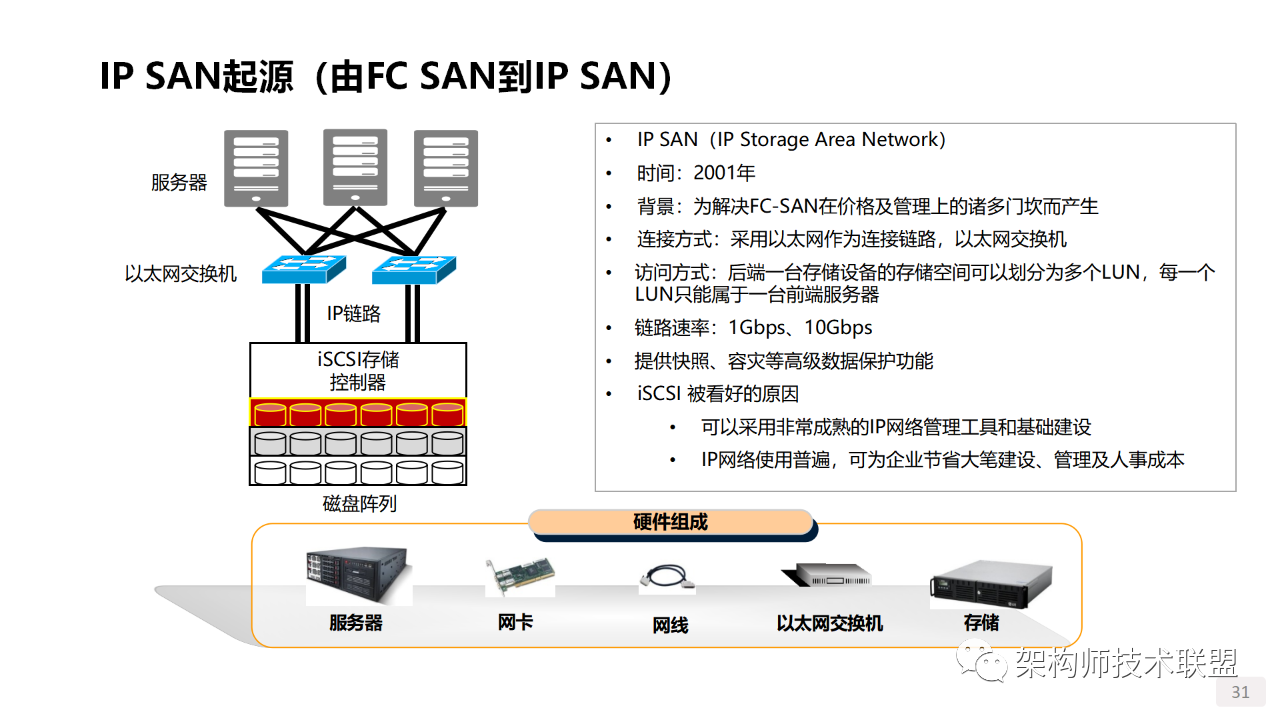 IP SAN起源（由FC SAN到IP SAN）
服务器
以太网交换机
IP链路
iSCSI存储
控制器
磁盘阵列
• IP SAN（IP Storage Area Network）
• 时间：2001年
• 背景：为解决FC-SAN在价格及管理上的诸多门坎而产生
• 连接方式：采用以太网作为连接链路，以太网交换机
• 访问方式：后端一台存储设备的存储空间可以划分为多个LUN，每一个
LUN只能属于一台前端服务器
• 链路速率：1Gbps、10Gbps
• 提供快照、容灾等高级数据保护功能
• iSCSI 被看好的原因
• 可以采用非常成熟的IP网络管理工具和基础建设
• IP网络使用普遍，可为企业节省大笔建设、管理及人事成本
硬件组成
服务器
网卡
网线
以太网交换机
存储
架构师技术联盟
31